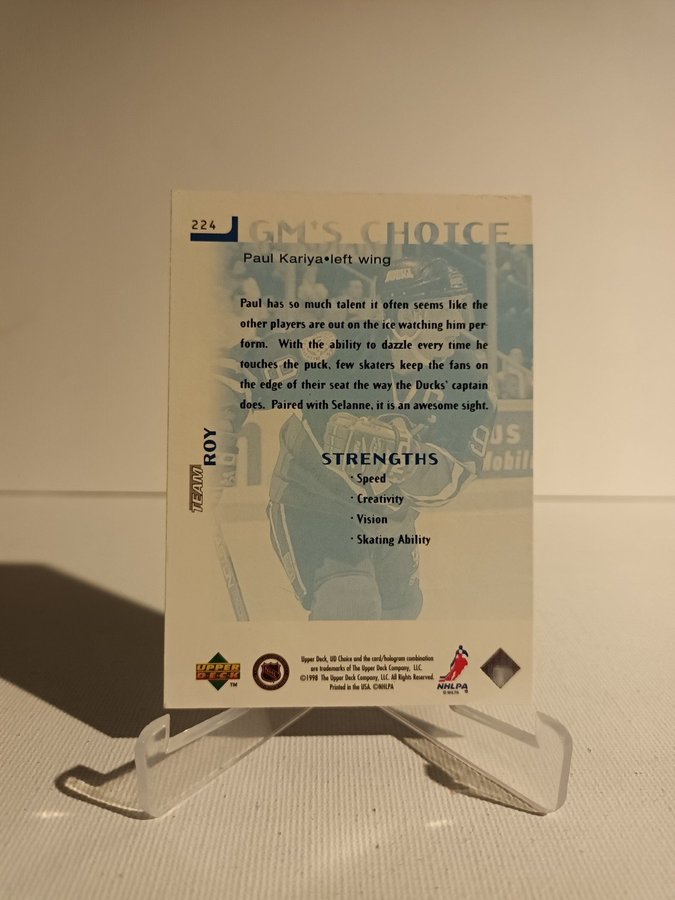 224
GM'S CHOICE
Paul Kariya•left wing
Paul has so much talent it often seems like the
other players are out on the ice watching him per-
form. With the ability to dazzle every time he
touches the puck, few skaters keep the fans on
the edge of their seat the way the Ducks' captain
does. Paired with Selanne, it is an awesome sight.
TEAM
ROY
STRENGTHS
· Speed
· Creativity
· Vision
· Skating Ability
UPPER
DECK
™
Upper Deck, UD Choice and the card/hologram combination
are trademarks of The Upper Deck Company, LLC.
©1998 The Upper Deck Company, LLC. All Rights Reserved.
Printed in the USA. ©NHLPA
NHLPA